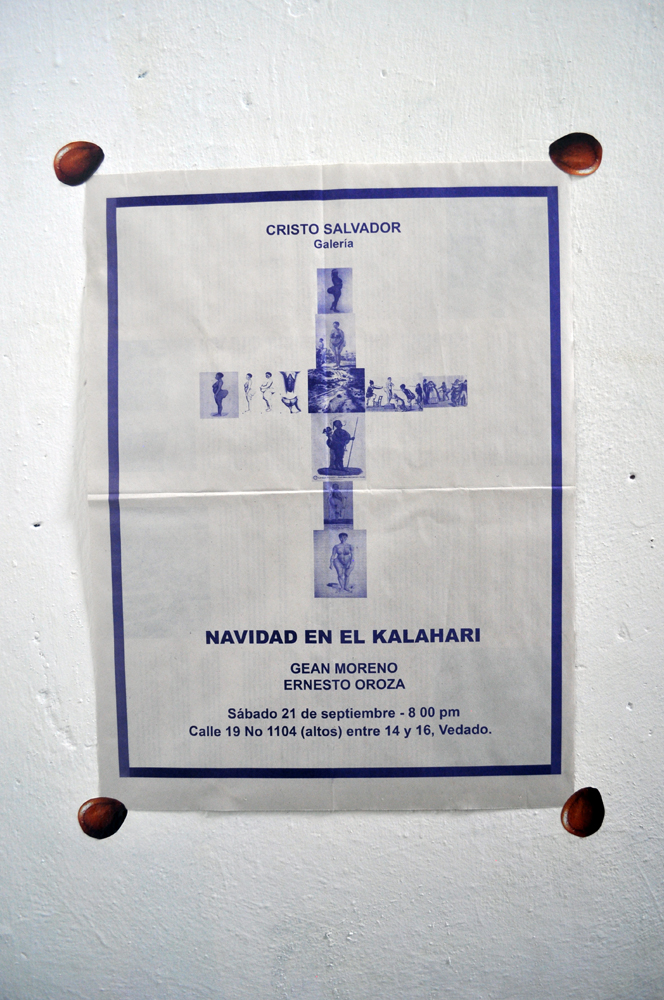 CRISTO SALVADOR
Galería
NAVIDAD EN EL KALAHARI
GEAN MORENO
ERNESTO OROZA
Sábado 21 de septiembre - 8 00 pm
Calle 19 No 1104 (altos) entre 14 y 16, Vedado.